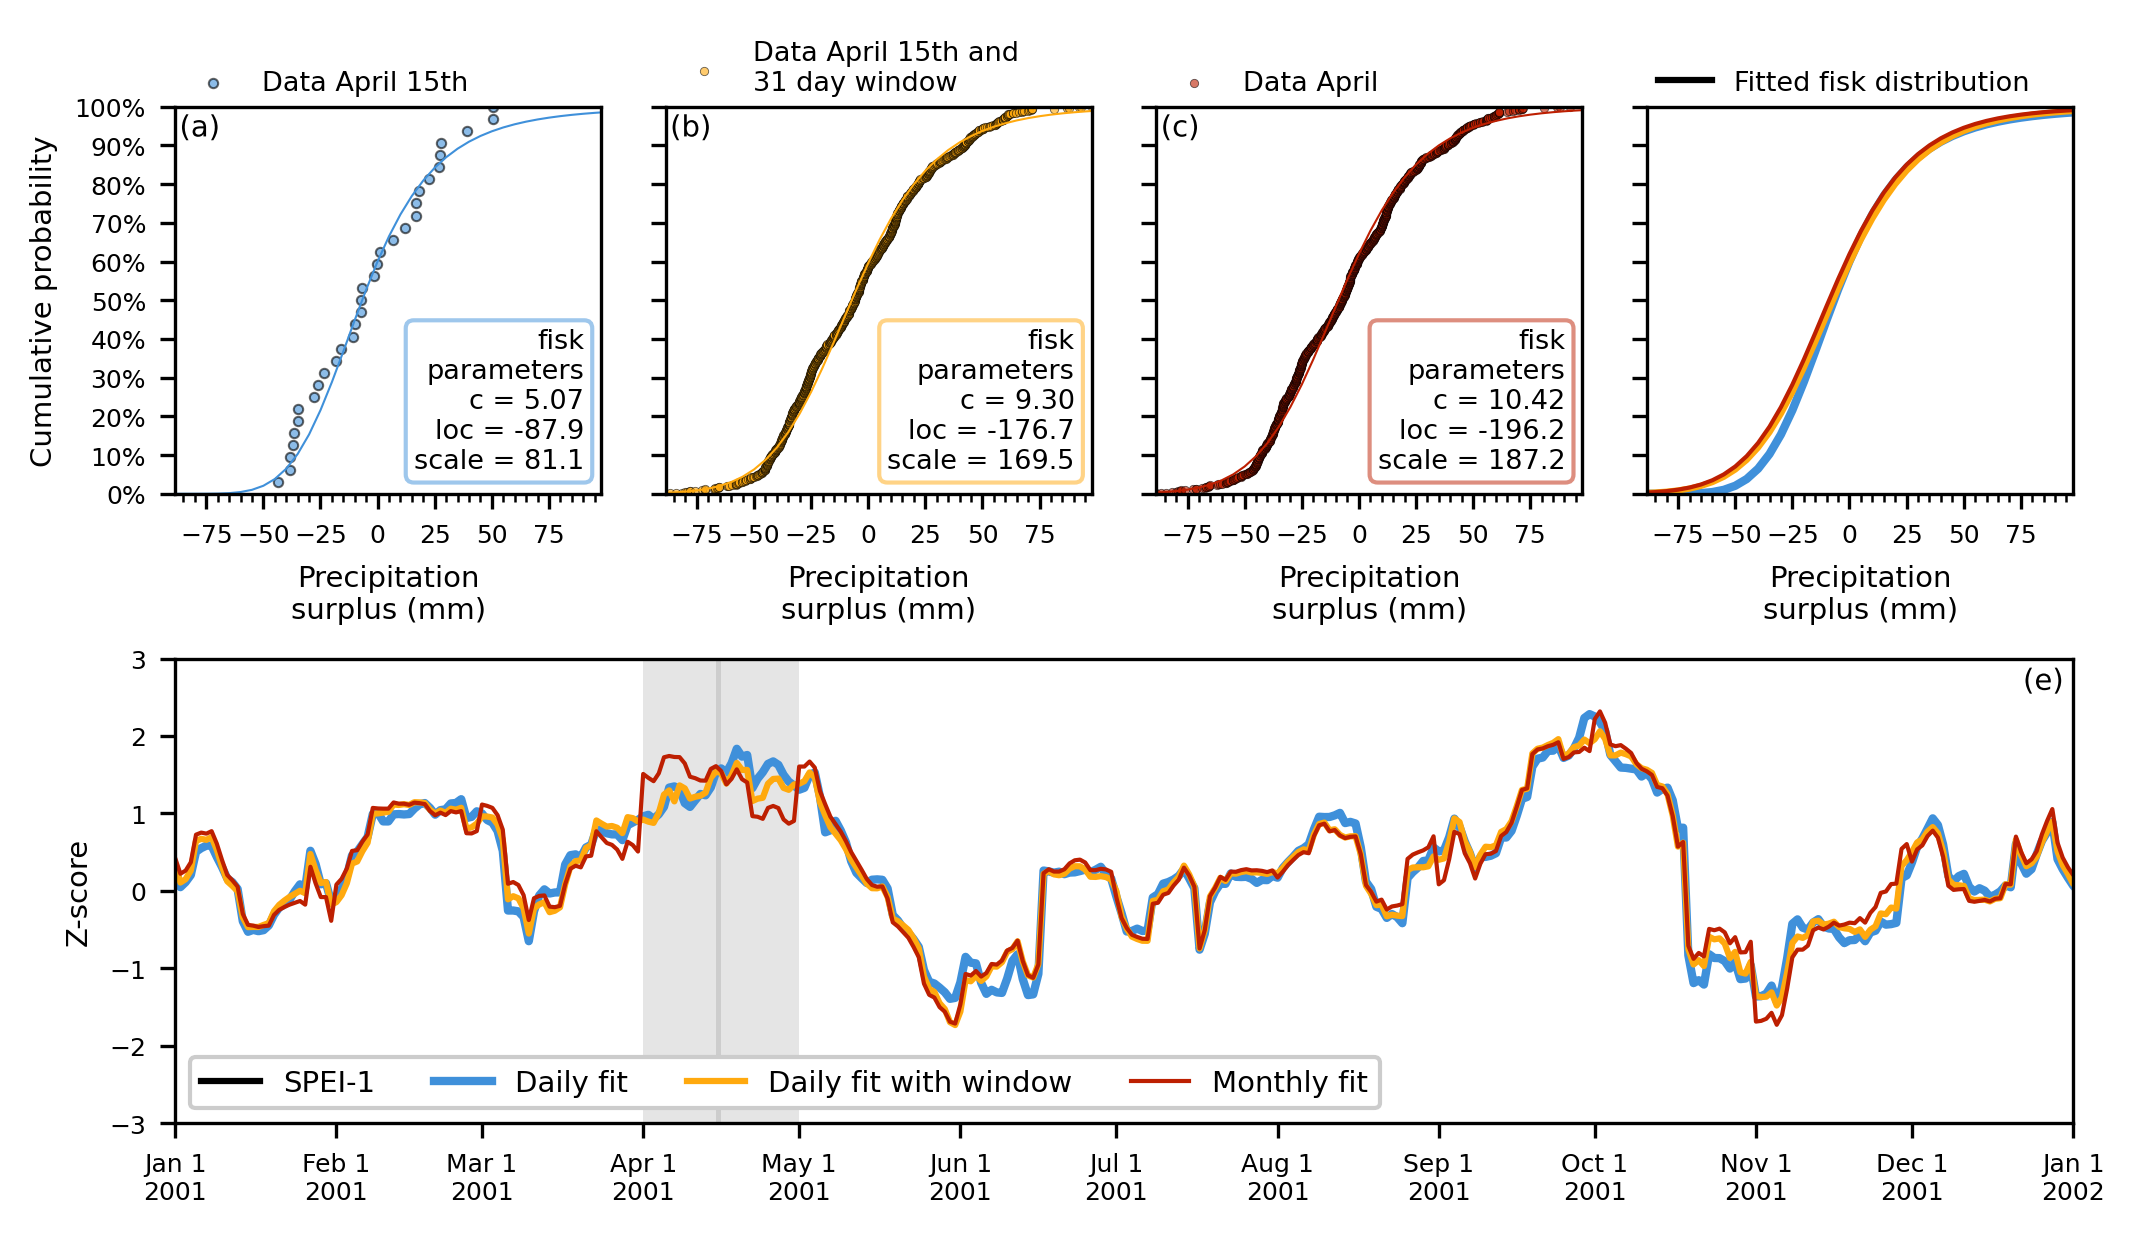 Data April 15th
Data April 15th and
31 day window
Data April
Fitted fisk distribution
Cumulative probability
100%
90%
80%
70%
60%
50%
40%
30%
20%
10%
0%
(a)
fisk
parameters
c = 5.07
loc = -87.9
scale = 81.1
−75 −50 −25 0 25 50 75
Precipitation
surplus (mm)
(b)
fisk
parameters
c = 9.30
loc = -176.7
scale = 169.5
−75 −50 −25 0 25 50 75
Precipitation
surplus (mm)
(c)
fisk
parameters
c = 10.42
loc = -196.2
scale = 187.2
−75 −50 −25 0 25 50 75
Precipitation
surplus (mm)
−75 −50 −25 0 25 50 75
Precipitation
surplus (mm)
(e)
Z-score
3
2
1
0
−1
−2
−3
SPEI-1 Daily fit Daily fit with window Monthly fit
Jan 1 Feb 1 Mar 1 Apr 1 May 1 Jun 1 Jul 1 Aug 1 Sep 1 Oct 1 Nov 1 Dec 1 Jan 1
2001 2001 2001 2001 2001 2001 2001 2001 2001 2001 2001 2001 2002